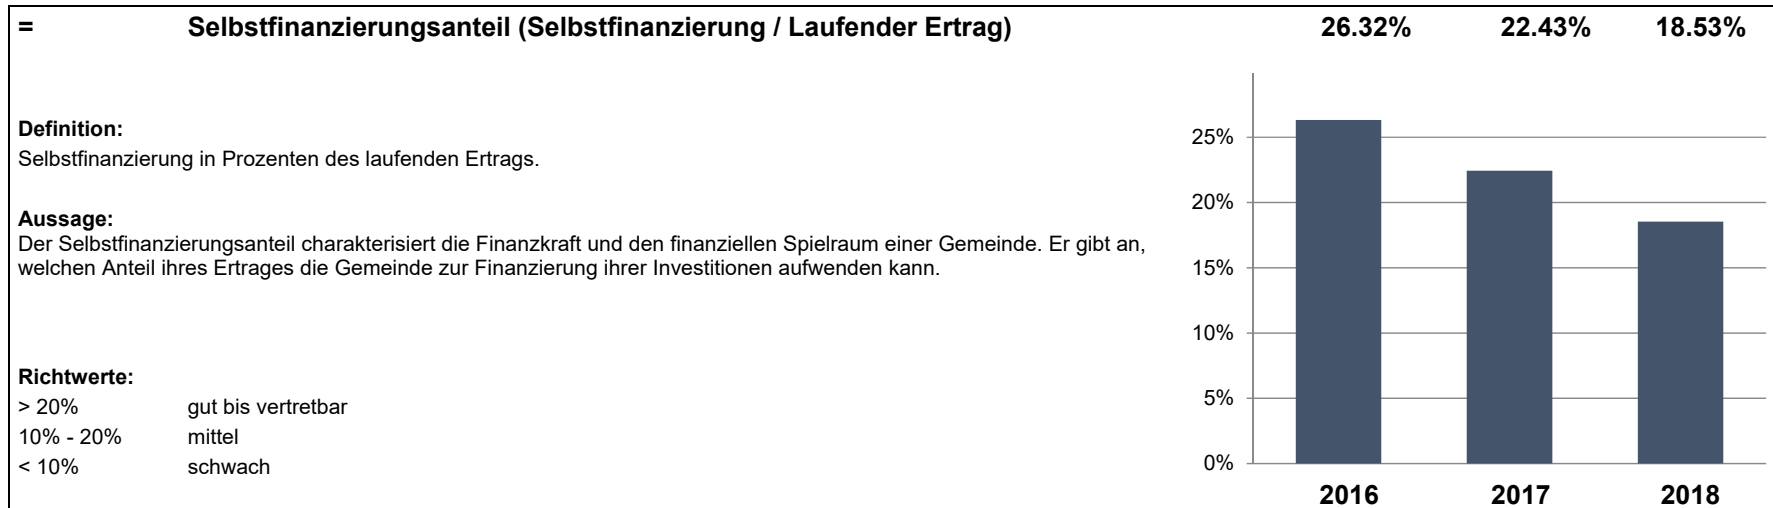 = Selbstfinanzierungsanteil (Selbstfinanzierung / Laufender Ertrag) 26.32% 22.43% 18.53%
Definition:
Selbstfinanzierung in Prozenten des laufenden Ertrags.
Aussage:
Der Selbstfinanzierungsanteil charakterisiert die Finanzkraft und den finanziellen Spielraum einer Gemeinde. Er gibt an,
welchen Anteil ihres Ertrages die Gemeinde zur Finanzierung ihrer Investitionen aufwenden kann.
Richtwerte:
> 20% gut bis vertretbar
10% - 20% mittel
< 10% schwach
25%
20%
15%
10%
5%
0%
2016 2017 2018